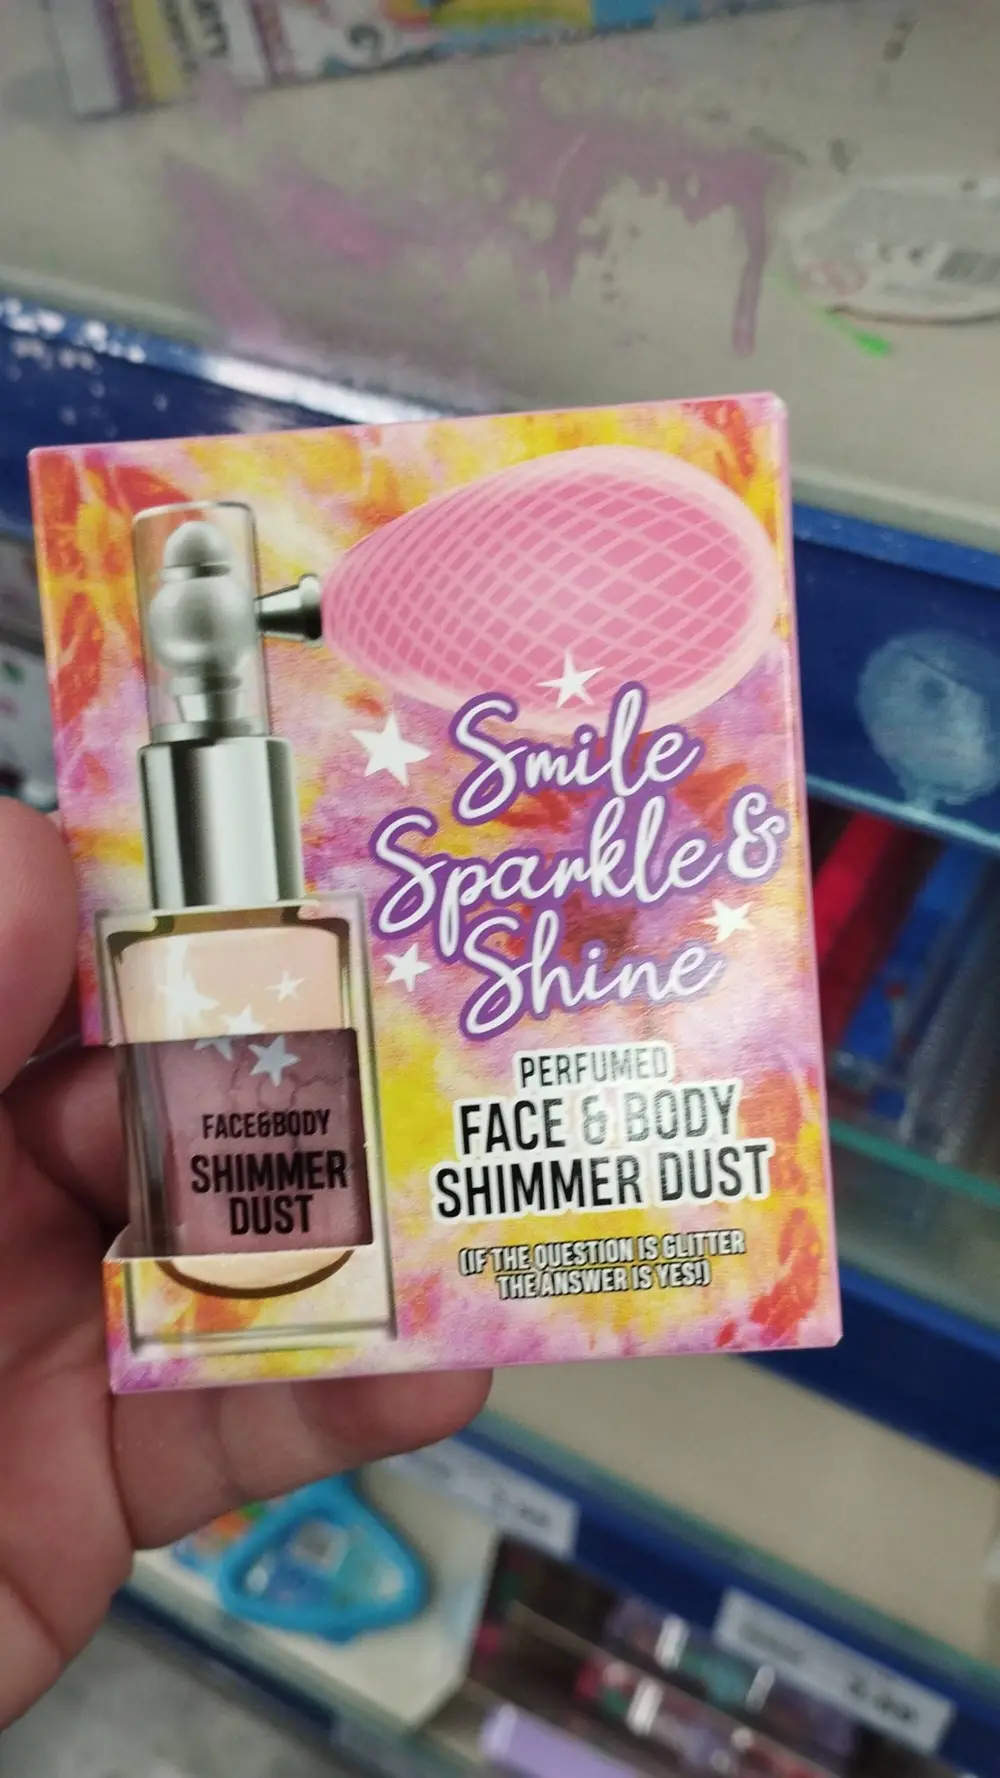 Smile
Sparkle &
Shine
PERFUMED
FACE & BODY
SHIMMER DUST
(IF THE QUESTION IS GLITTER
THE ANSWER IS YES!)
FACE&BODY
SHIMMER
DUST